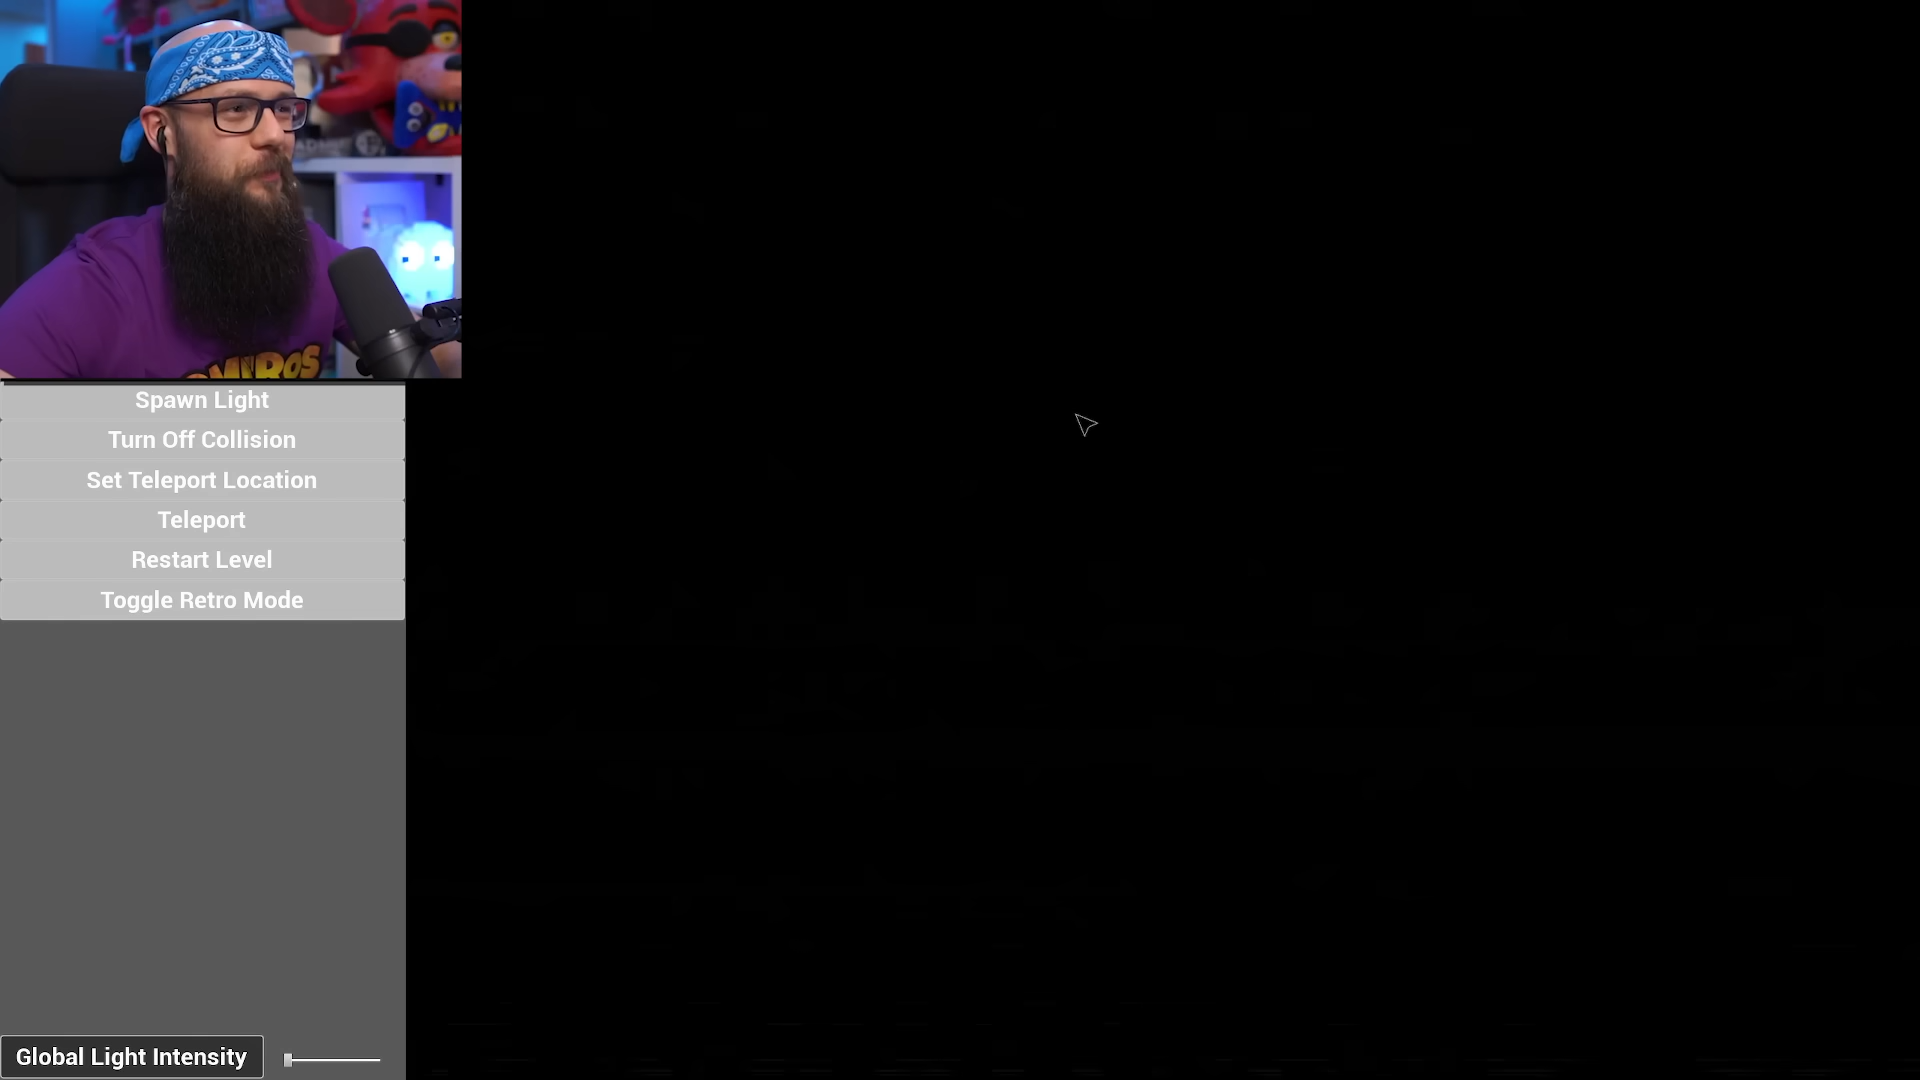 Spawn Light
Turn Off Collision
Set Teleport Location
Teleport
Restart Level
Toggle Retro Mode
Global Light Intensity